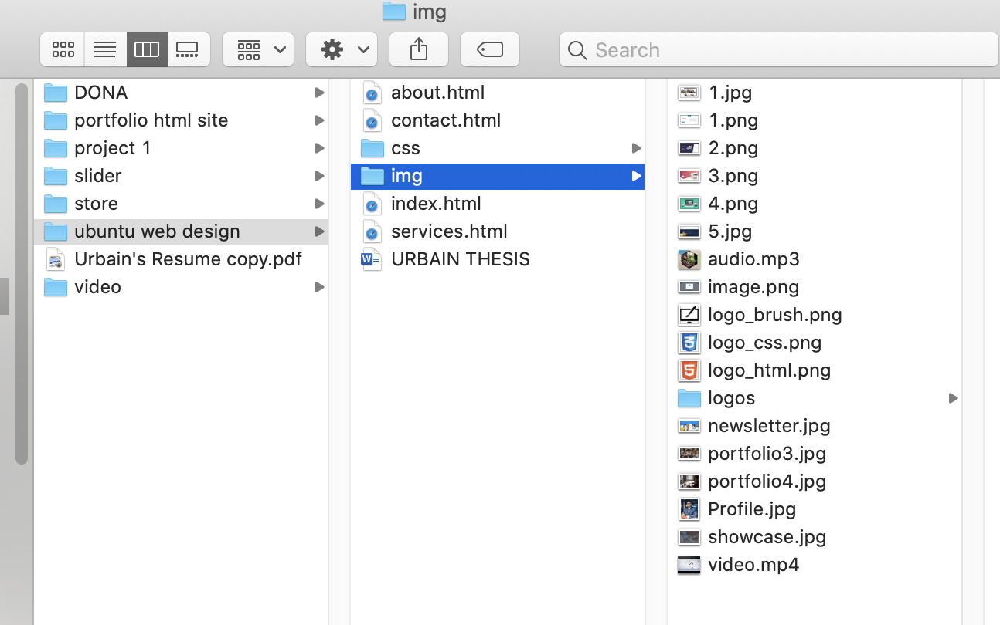 img
Search
DONA
portfolio html site
project 1
slider
store
ubuntu web design
Urbain's Resume copy.pdf
video
about.html
contact.html
css
img
index.html
services.html
URBAIN THESIS
1.jpg
1.png
2.png
3.png
4.png
5.jpg
audio.mp3
image.png
logo_brush.png
logo_css.png
logo_html.png
logos
newsletter.jpg
portfolio3.jpg
portfolio4.jpg
Profile.jpg
showcase.jpg
video.mp4